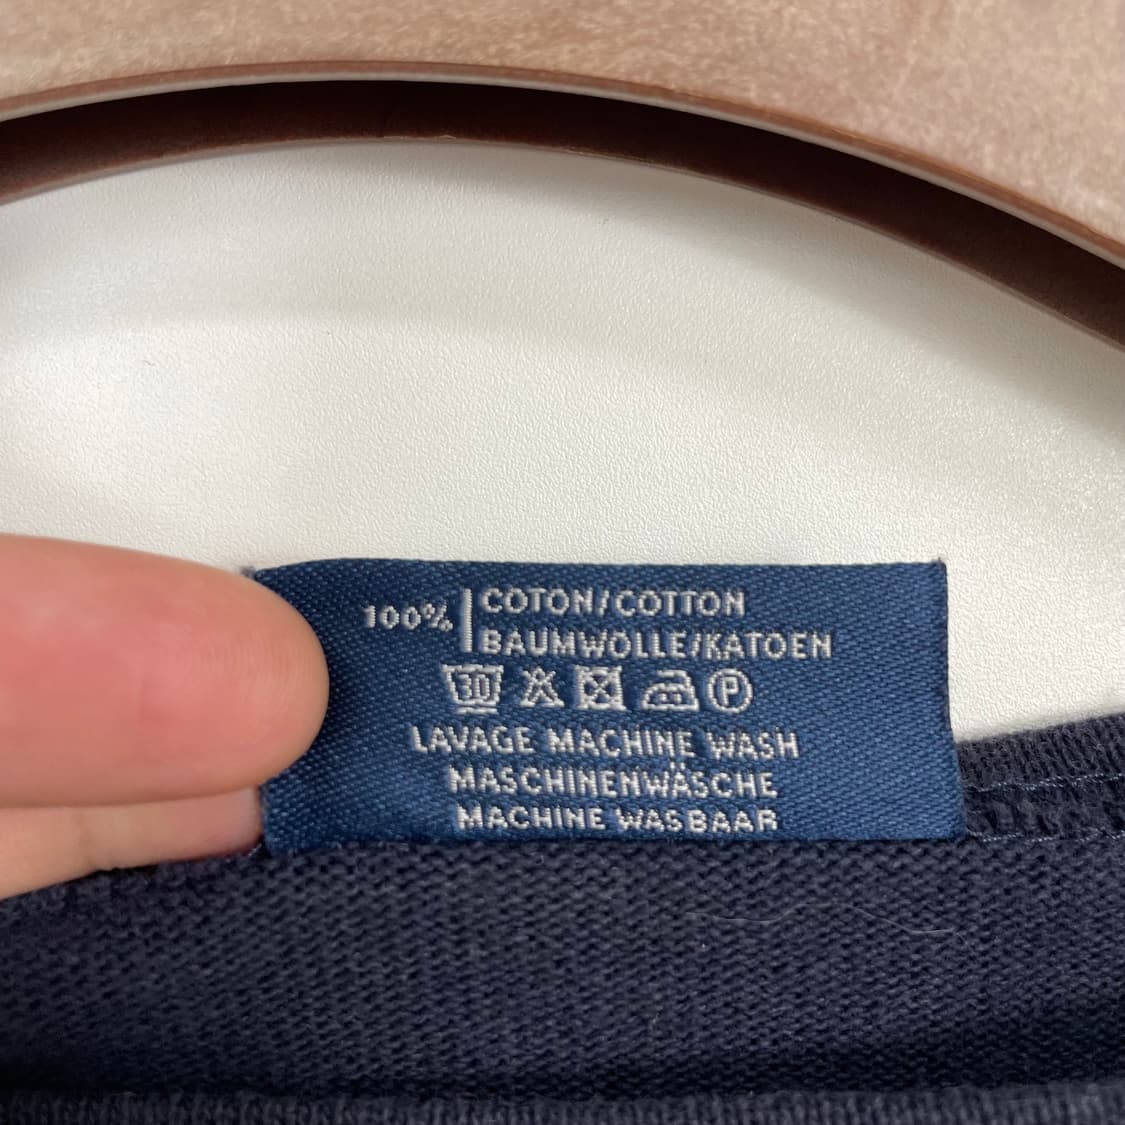 100% COTON/COTTON
BAUMWOLLE/KATOEN
30 P
LAVAGE MACHINE WASH
MASCHINENWÄSCHE
MACHINE WASBAAR